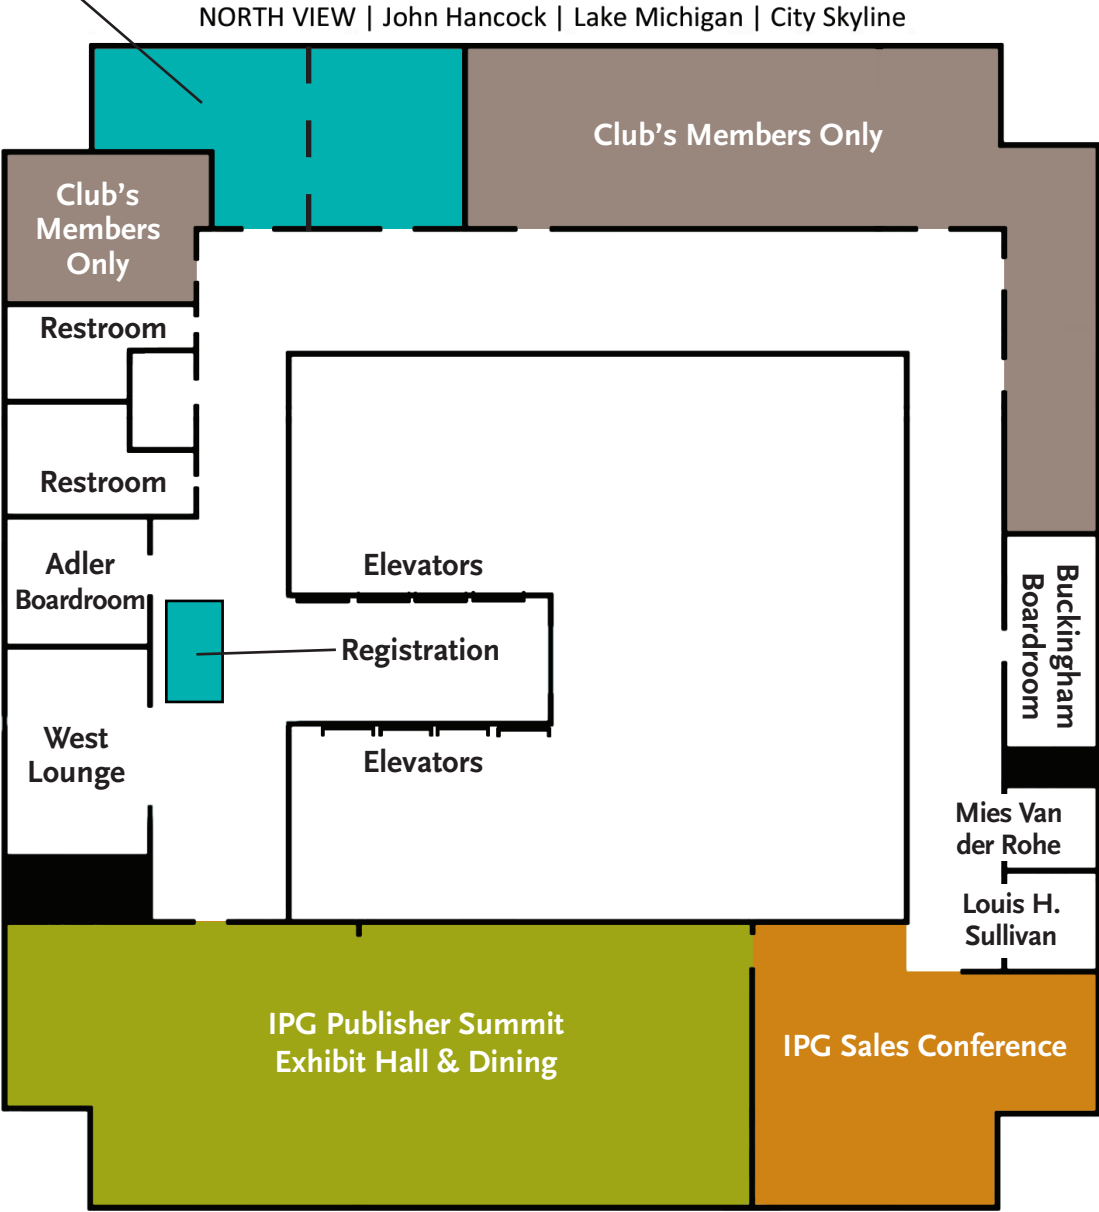 NORTH VIEW | John Hancock | Lake Michigan | City Skyline
Club's Members Only
Club's
Members
Only
Restroom
Restroom
Adler
Boardroom
Elevators
Registration
Elevators
West
Lounge
Buckingham
Boardroom
Mies Van
der Rohe
Louis H.
Sullivan
IPG Publisher Summit
Exhibit Hall & Dining
IPG Sales Conference